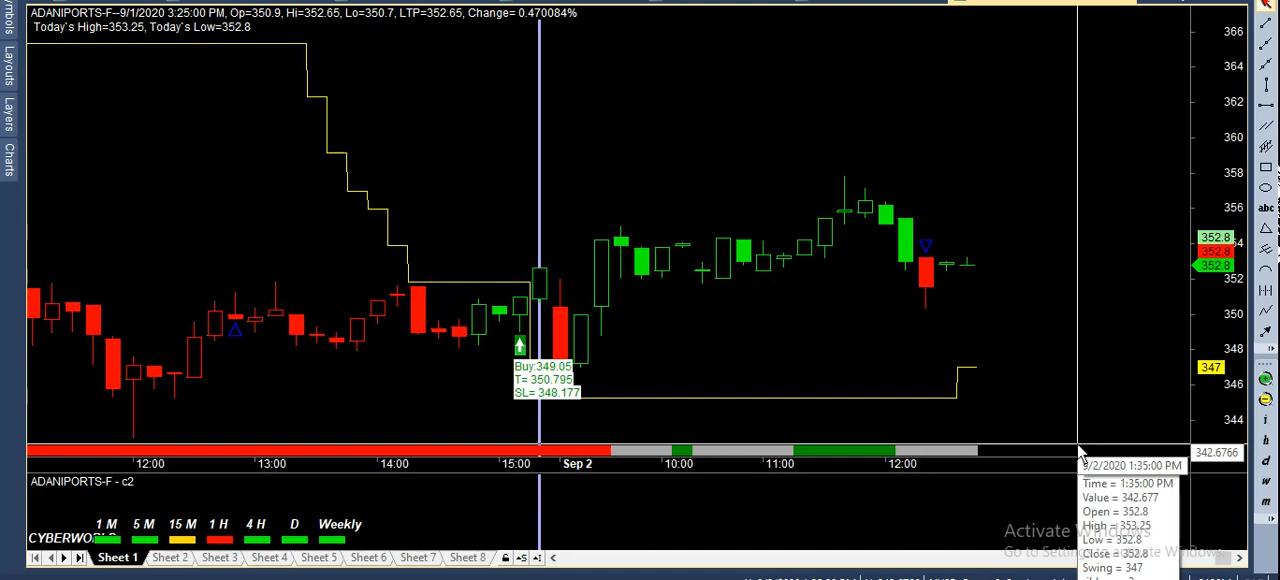 ADANIPORTS-F--9/1/2020 3:25:00 PM, Op=350.9, Hi=352.65, Lo=350.7, LTP=352.65, Change= 0.470084%
Today`s High=353.25, Today`s Low=352.8
Layouts
Layers
Charts
366
364
362
360
358
356
352.8
352.8
352.8
352
350
348
347
346
344
342.6766
abc
Buy:349.05
T= 350.795
SL= 348.177
12:00
13:00
14:00
15:00
Sep 2
10:00
11:00
12:00
9/2/2020 1:35:00 PM
Time = 1:35:00 PM
Value = 342.677
Open = 352.8
High = 353.25
Low = 352.8
Close = 352.8
Swing = 347
ADANIPORTS-F - c2
1 M 5 M 15 M 1 H 4 H D Weekly
Activate Windows
Sheet 1 Sheet 2 Sheet 3 Sheet 4 Sheet 5 Sheet 6 Sheet 7 Sheet 8
i
h
d
w
m